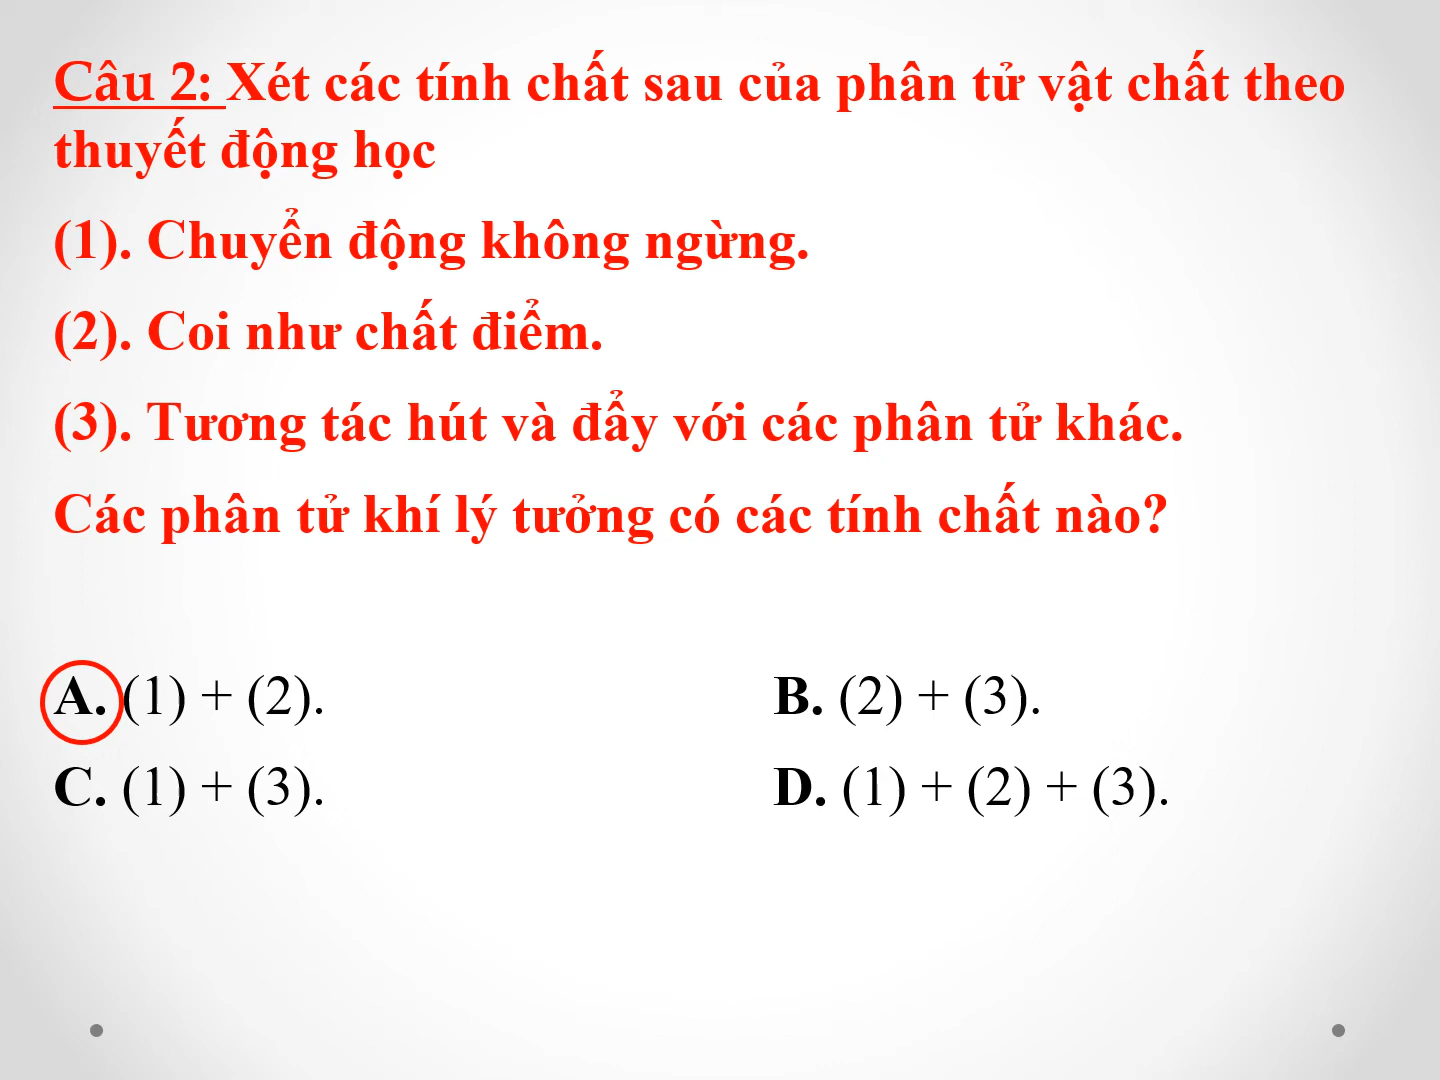 Câu 2: Xét các tính chất sau của phân tử vật chất theo
thuyết động học
(1). Chuyển động không ngừng.
(2). Coi như chất điểm.
(3). Tương tác hút và đẩy với các phân tử khác.
Các phân tử khí lý tưởng có các tính chất nào?
A. (1) + (2). B. (2) + (3).
C. (1) + (3). D. (1) + (2) + (3).